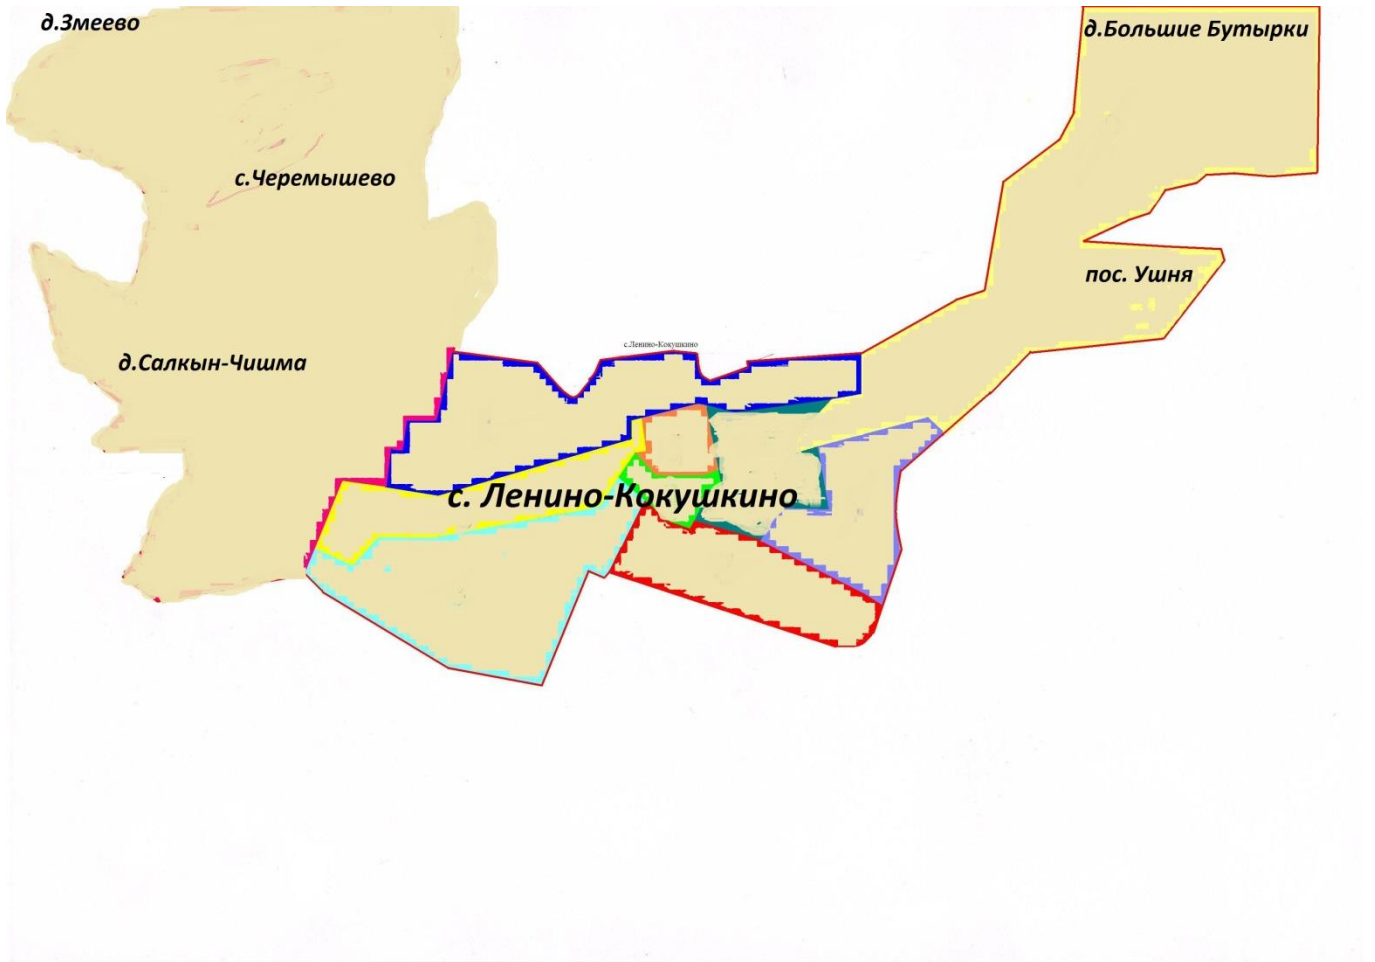 д.Змеево
д.Большие Бутырки
с.Черемышево
пос. Ушня
с.Ленино-Кокушкино
д.Салкын-Чишма
с. Ленино-Кокушкино